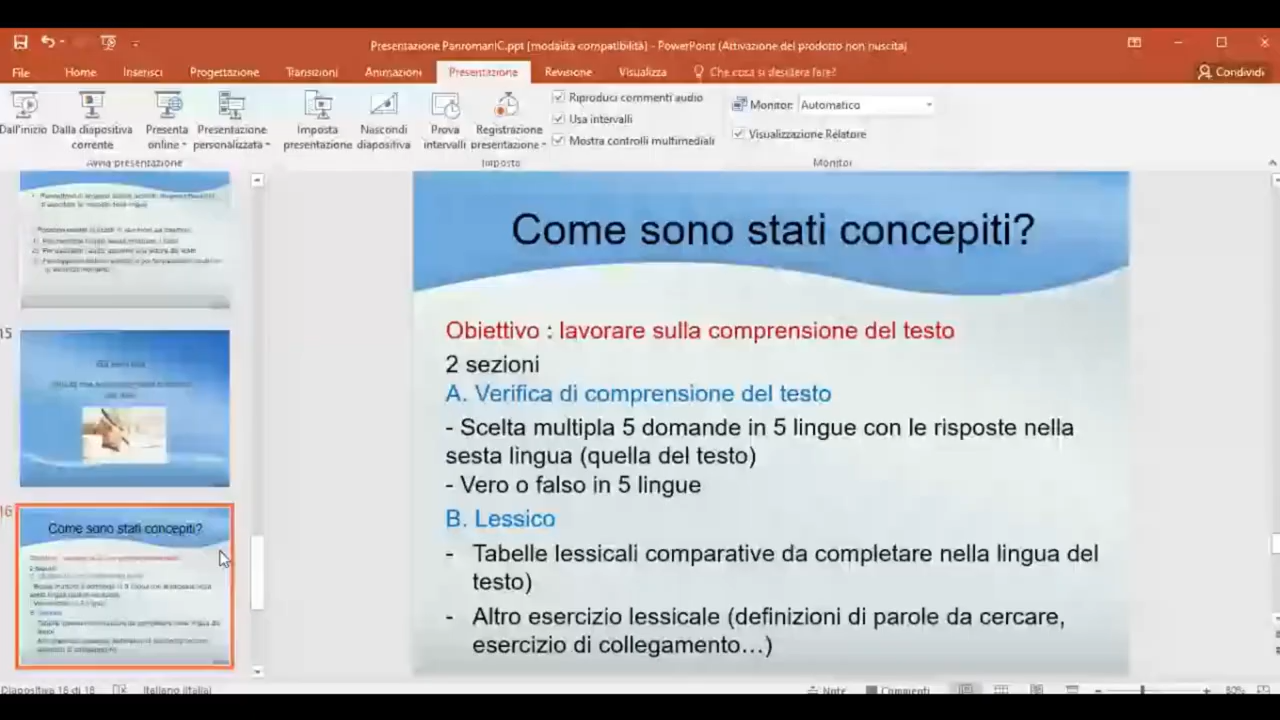 Presentazione PanromanIC.ppt [modalità compatibilità] - PowerPoint (Attivazione del prodotto non riuscita)
File Home Inserisci Progettazione Transizioni Animazioni Presentazione Revisione Visualizza Che cosa si desidera fare? Condividi
Dall'inizio Dalla diapositiva corrente Presenta online Presentazione personalizzata Imposta presentazione Nascondi diapositiva Prova intervalli Registrazione presentazione
Riproduci commenti audio
Usa intervalli
Mostra controlli multimediali
Monitor: Automatico
Visualizzazione Relatore
Avvia presentazione Imposta Monitor
15
16
Come sono stati concepiti?
Come sono stati concepiti?
Obiettivo : lavorare sulla comprensione del testo
2 sezioni
A. Verifica di comprensione del testo
- Scelta multipla 5 domande in 5 lingue con le risposte nella
sesta lingua (quella del testo)
- Vero o falso in 5 lingue
B. Lessico
- Tabelle lessicali comparative da completare nella lingua del
testo)
- Altro esercizio lessicale (definizioni di parole da cercare,
esercizio di collegamento…)
Diapositiva 16 di 18 Italiano (Italia) Note Commenti 80%